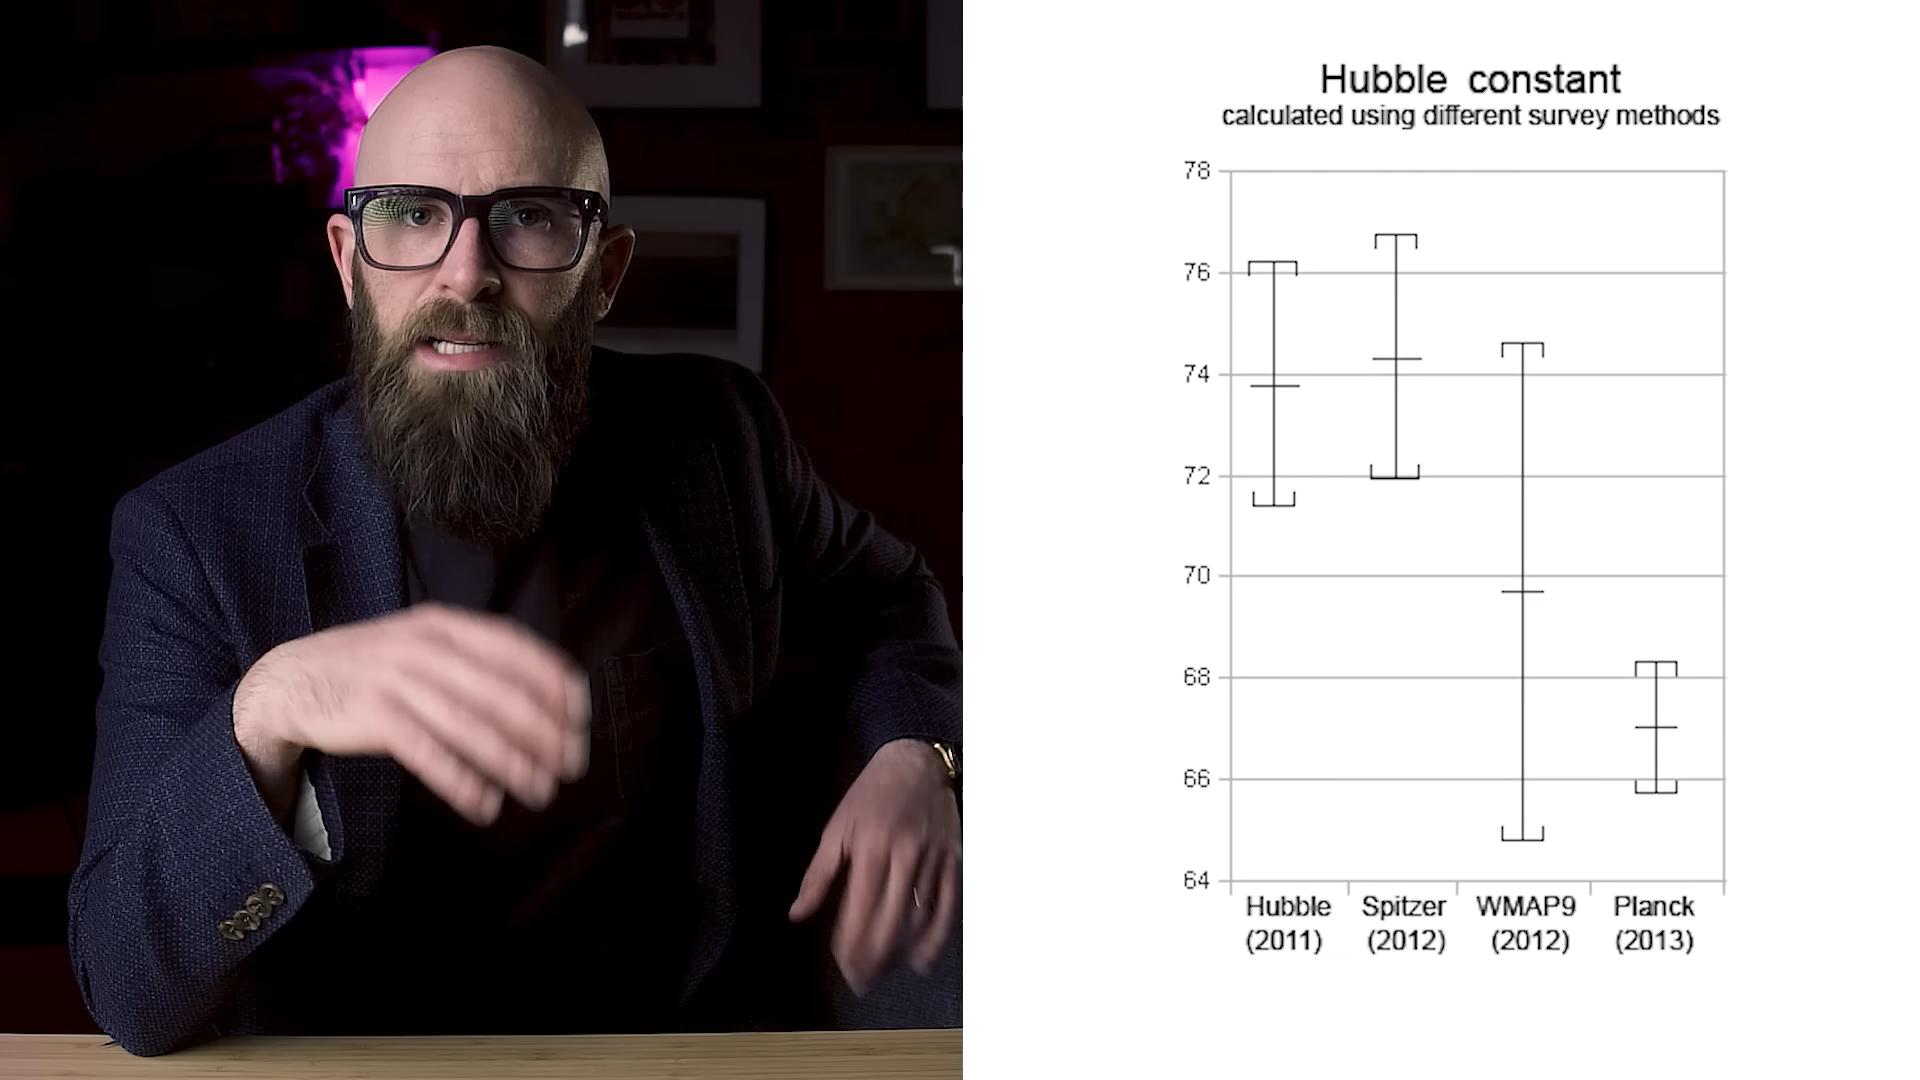 Hubble constant
calculated using different survey methods
78
76
74
72
70
68
66
64
Hubble Spitzer WMAP9 Planck
(2011) (2012) (2012) (2013)